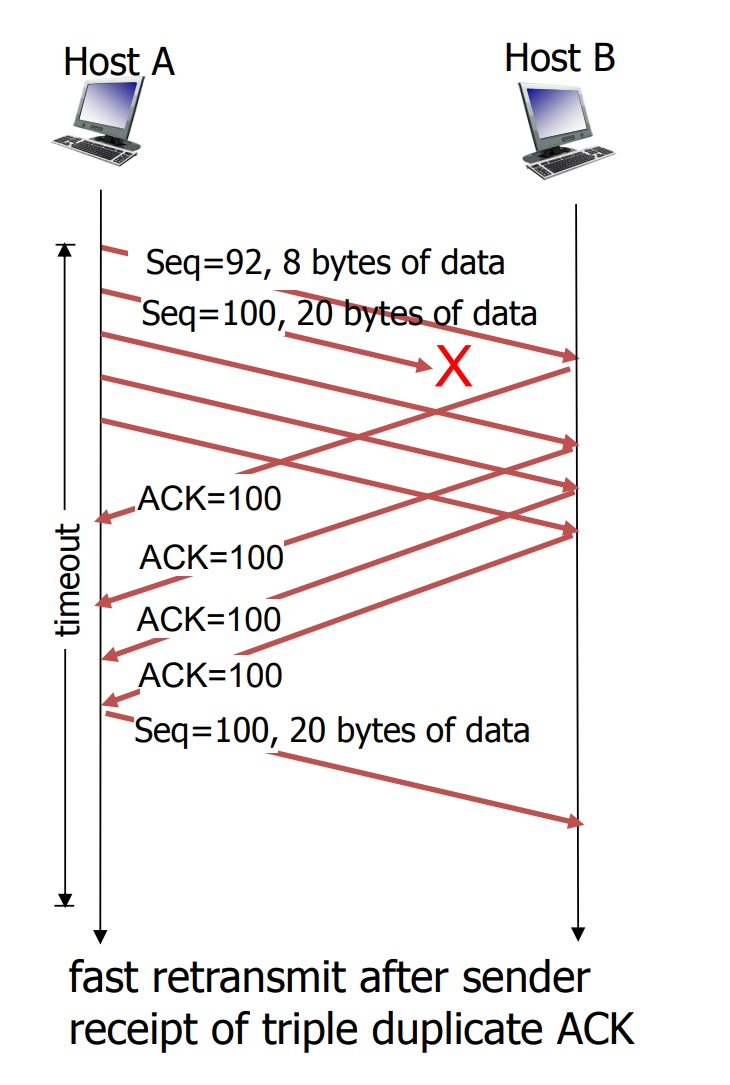 Host A
Host B
Seq=92, 8 bytes of data
Seq=100, 20 bytes of data
X
ACK=100
ACK=100
timeout
ACK=100
ACK=100
Seq=100, 20 bytes of data
fast retransmit after sender
receipt of triple duplicate ACK